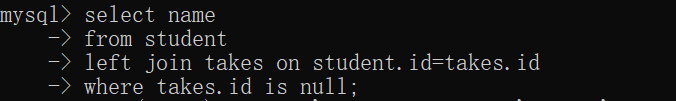 mysql> select name
    -> from student
    -> left join takes on student.id=takes.id
    -> where takes.id is null;